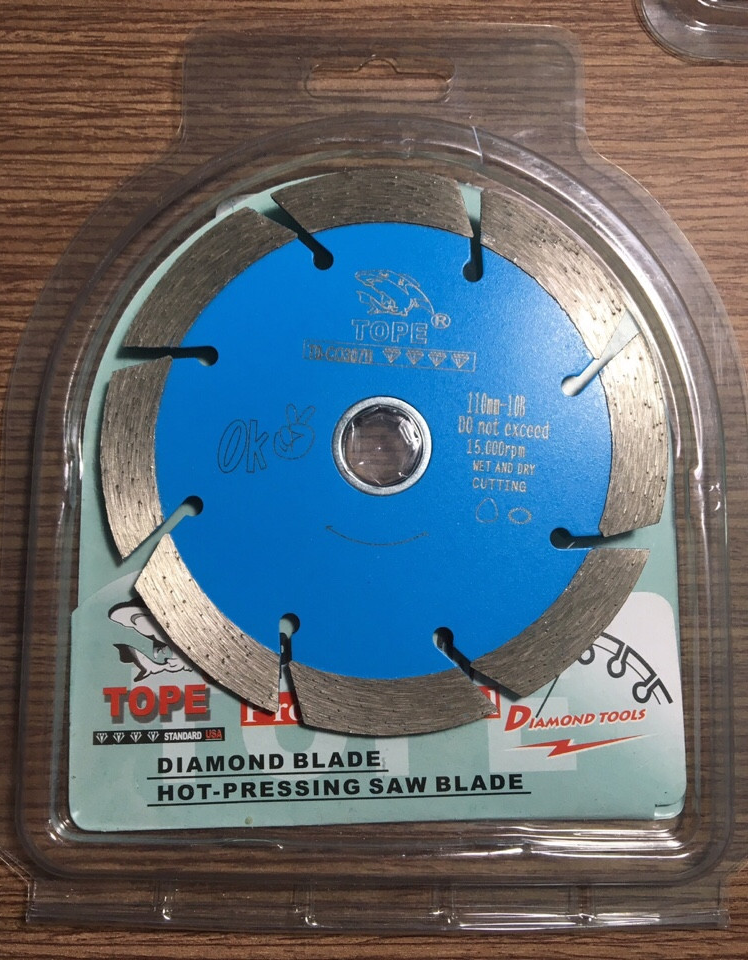 TOPE®
110mm-10B
DO not exceed
15.000rpm
WET AND DRY
CUTTING
Ok
TOPE
STANDARD USA
DIAMOND TOOLS
DIAMOND BLADE
HOT-PRESSING SAW BLADE